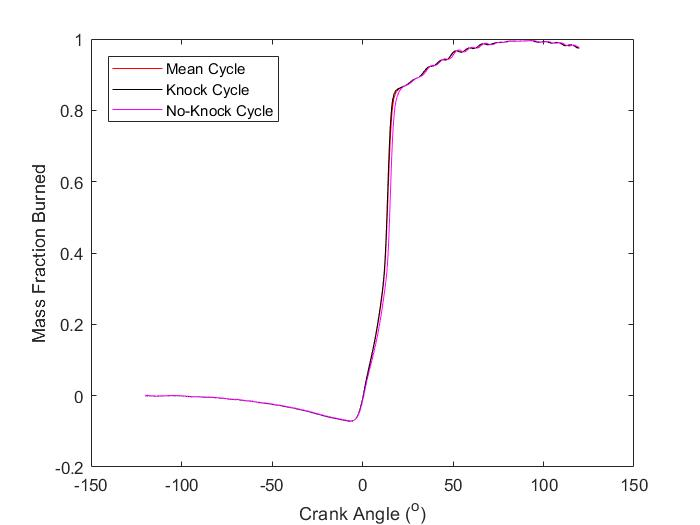 1
Mean Cycle
Knock Cycle
No-Knock Cycle
0.8
0.6
0.4
0.2
0
-0.2
Mass Fraction Burned
-150 -100 -50 0 50 100 150
Crank Angle (o)